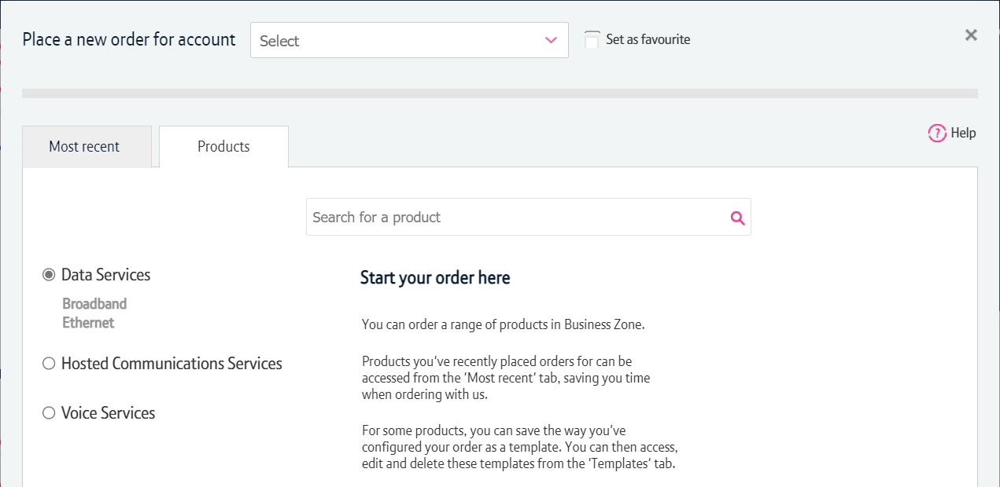 Place a new order for account
Select
Set as favourite
Most recent
Products
Help
Search for a product
Data Services
Broadband
Ethernet
Hosted Communications Services
Voice Services
Start your order here
You can order a range of products in Business Zone.
Products you've recently placed orders for can be
accessed from the 'Most recent' tab, saving you time
when ordering with us.
For some products, you can save the way you've
configured your order as a template. You can then access,
edit and delete these templates from the 'Templates' tab.